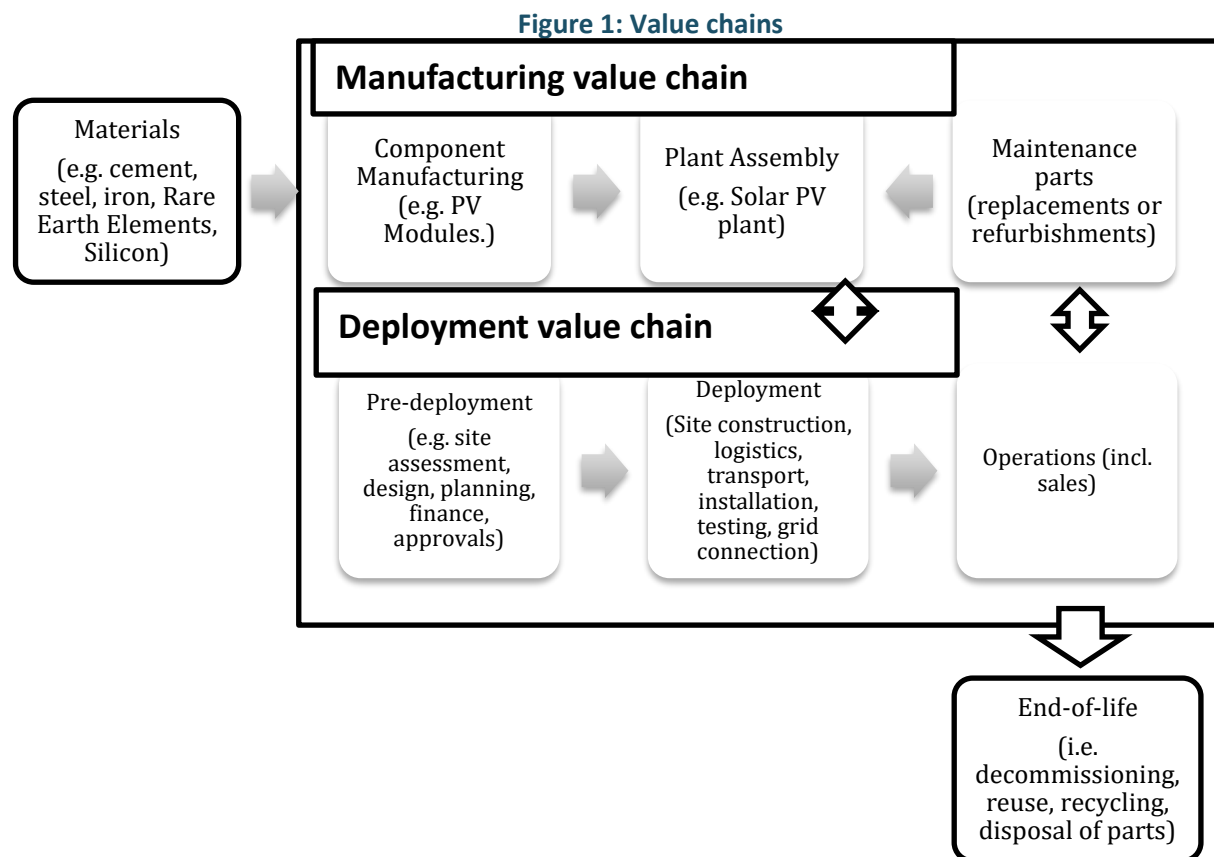 Figure 1: Value chains
Manufacturing value chain
Materials
(e.g. cement,
steel, iron, Rare
Earth Elements,
Silicon)
Component
Manufacturing
(e.g. PV
Modules.)
Plant Assembly
(e.g. Solar PV
plant)
Maintenance
parts
(replacements or
refurbishments)
Deployment value chain
Pre-deployment
(e.g. site
assessment,
design, planning,
finance,
approvals)
Deployment
(Site construction,
logistics,
transport,
installation,
testing, grid
connection)
Operations (incl.
sales)
End-of-life
(i.e.
decommissioning,
reuse, recycling,
disposal of parts)